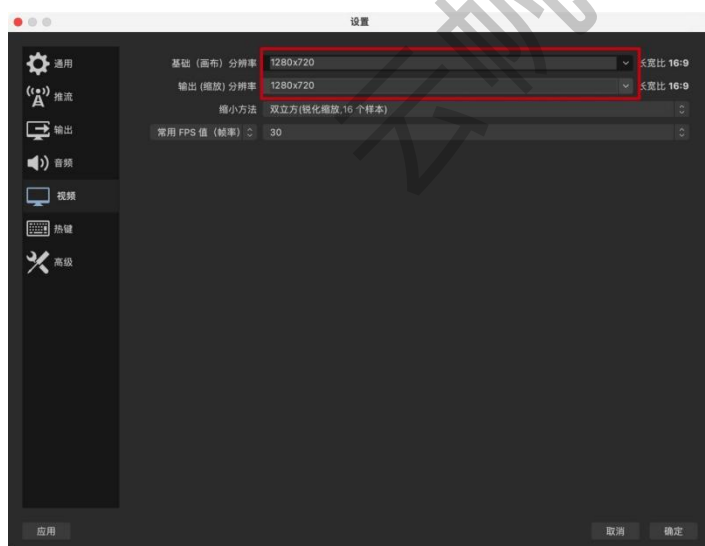 设置
通用
推流
输出
音频
视频
热键
高级
基础（画布）分辨率 1280x720 长宽比 16:9
输出 (缩放) 分辨率 1280x720 长宽比 16:9
缩小方法 双立方(锐化缩放,16 个样本)
常用 FPS 值（帧率） 30
应用
取消
确定
云帆